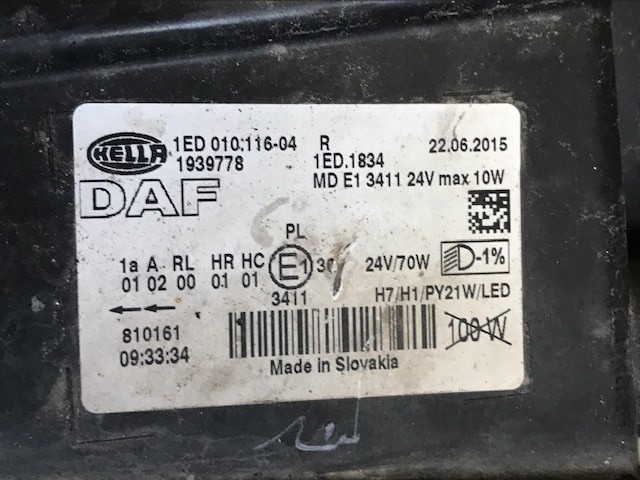 HELLA 1ED 010.116-04 R 22.06.2015
1939778 1ED.1834
DAF MD E1 3411 24V max 10W
PL
1a A RL HR HC E1 30 24V/70W -1%
01 02 00 01 01
3411 H7/H1/PY21W/LED
810161 100 W
09:33:34
Made in Slovakia